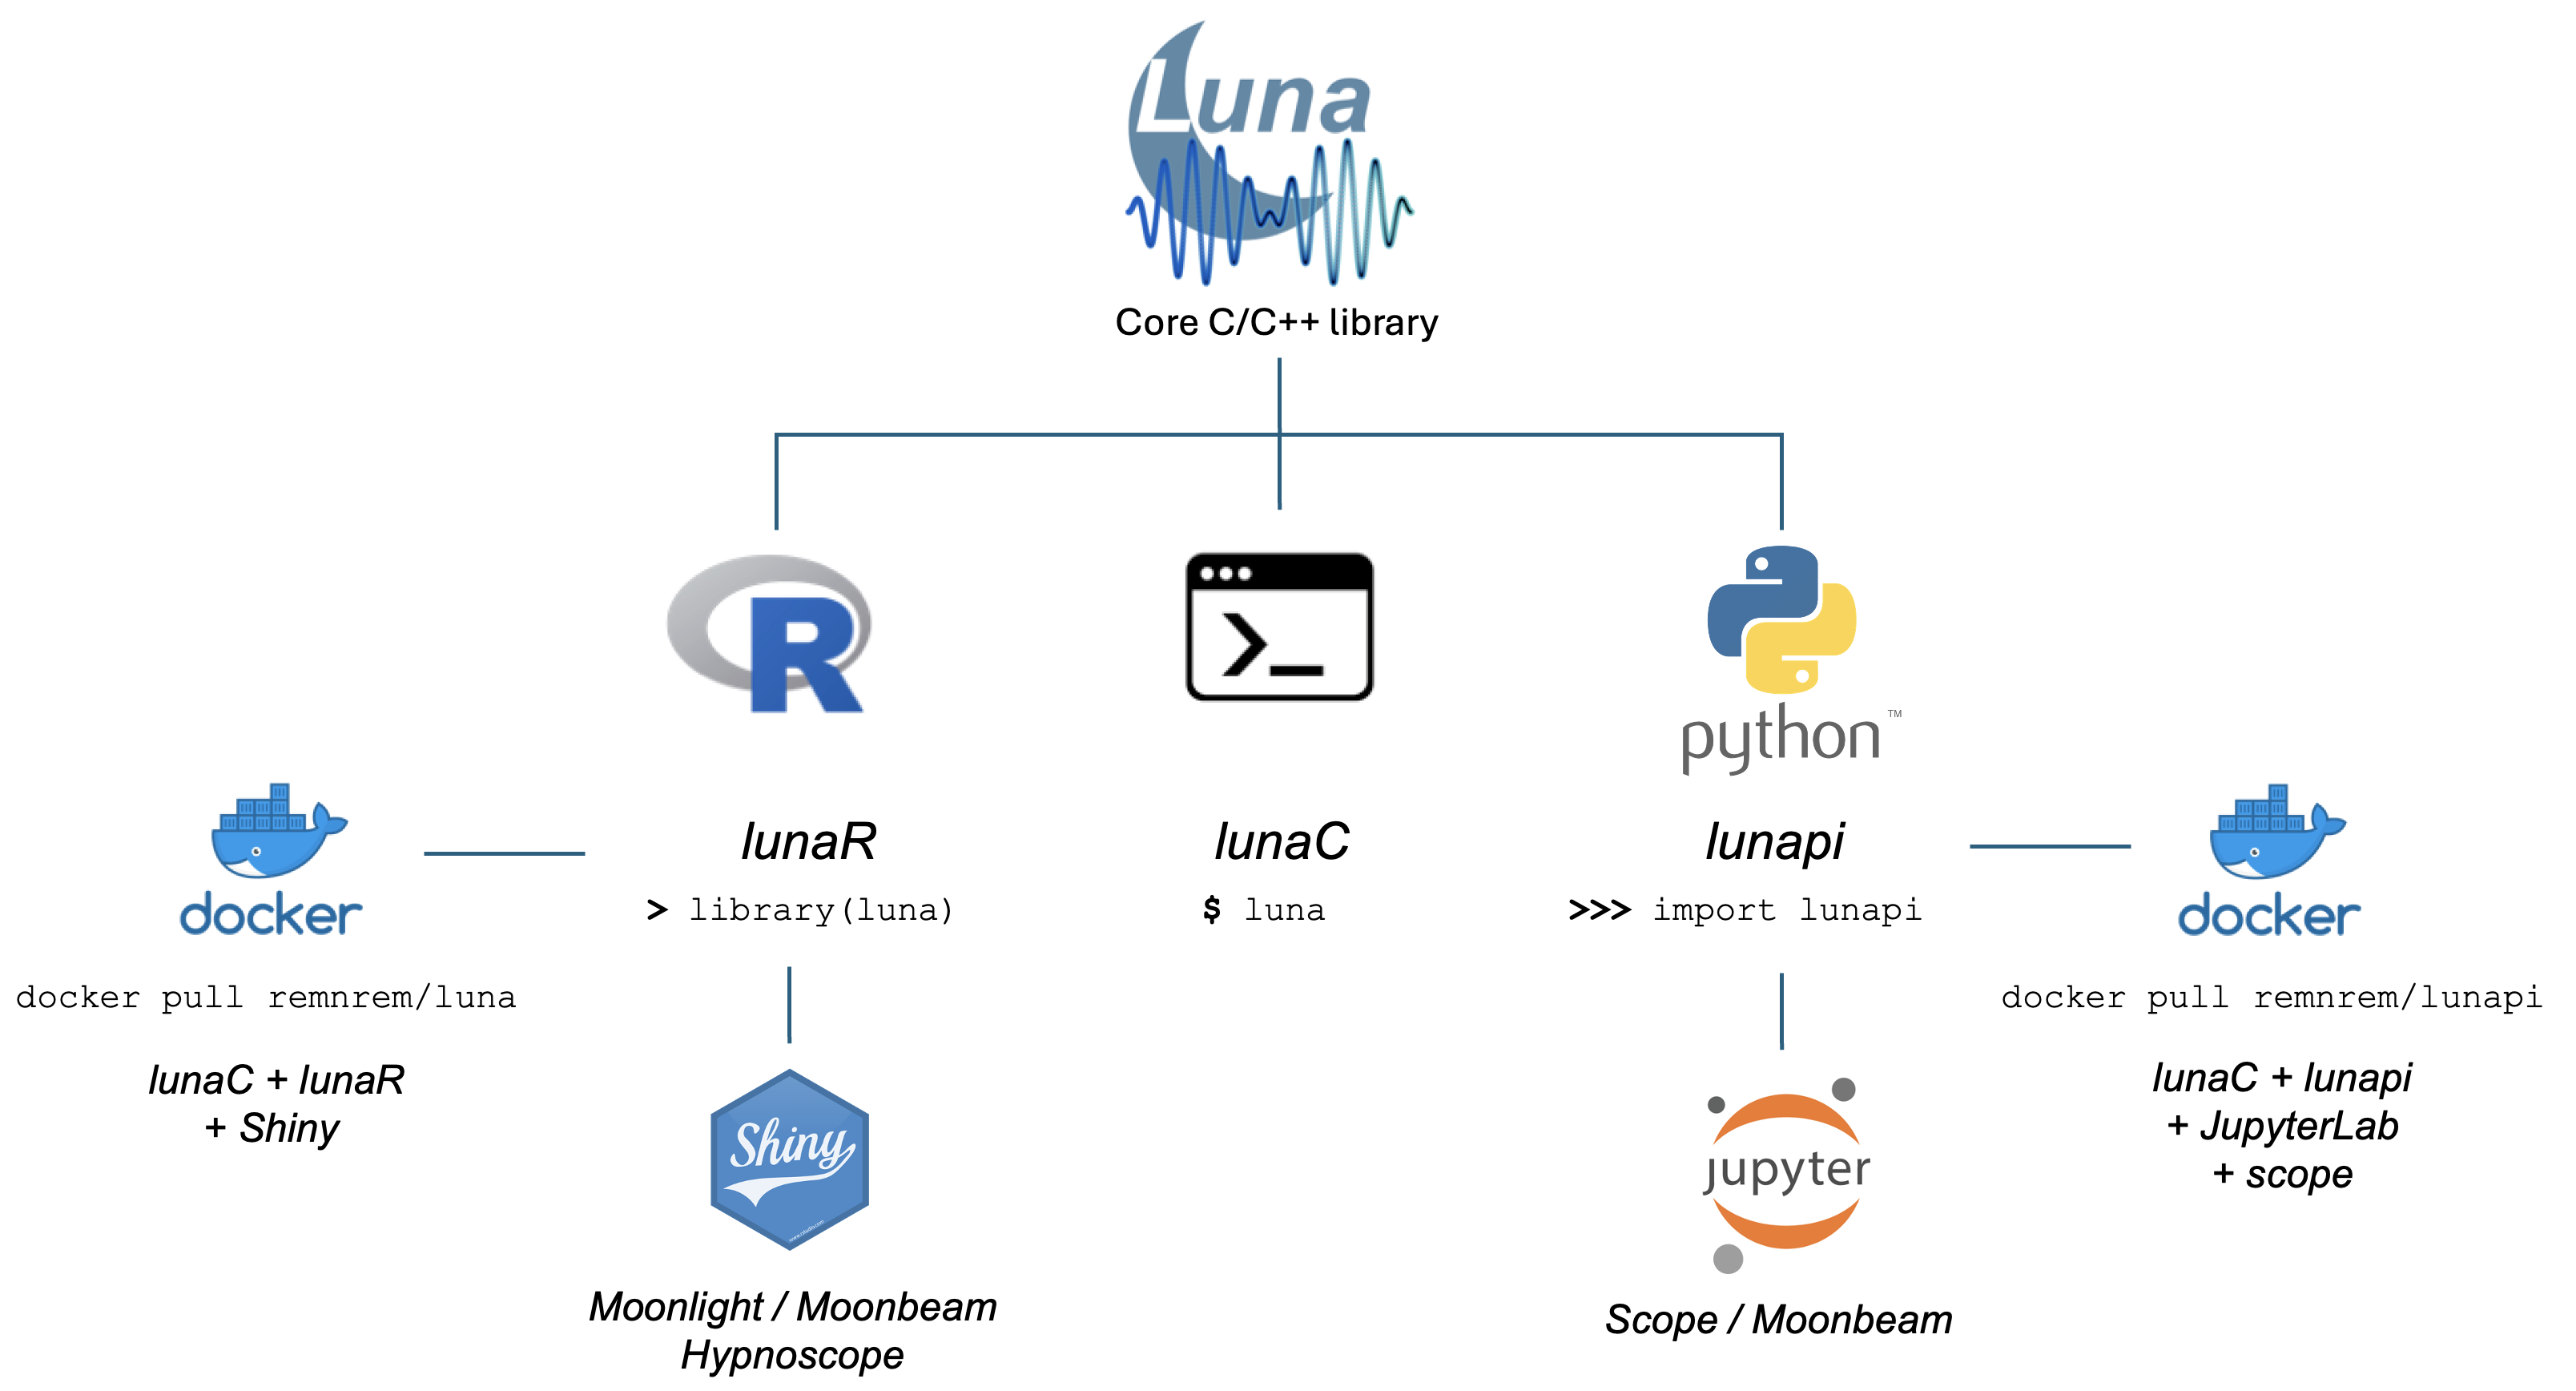 Luna
Core C/C++ library
R
>_
python™
docker
lunaR
lunaC
lunapi
docker
> library(luna)
$ luna
>>> import lunapi
docker pull remnrem/luna
docker pull remnrem/lunapi
lunaC + lunaR
+ Shiny
Shiny
jupyter
lunaC + lunapi
+ JupyterLab
+ scope
Moonlight / Moonbeam
Hypnoscope
Scope / Moonbeam